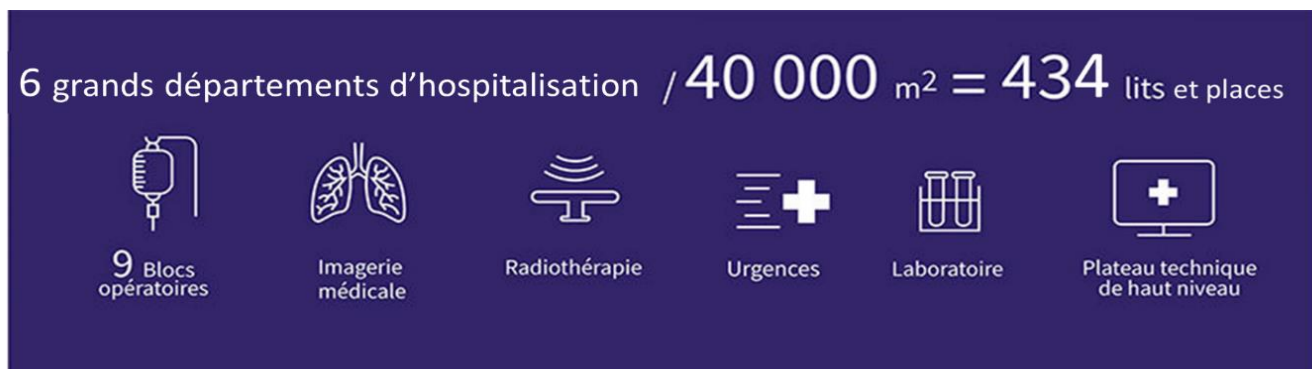 6 grands départements d’hospitalisation / 40 000 m² = 434 lits et places
9 Blocs
opératoires
Imagerie
médicale
Radiothérapie
Urgences
Laboratoire
Plateau technique
de haut niveau